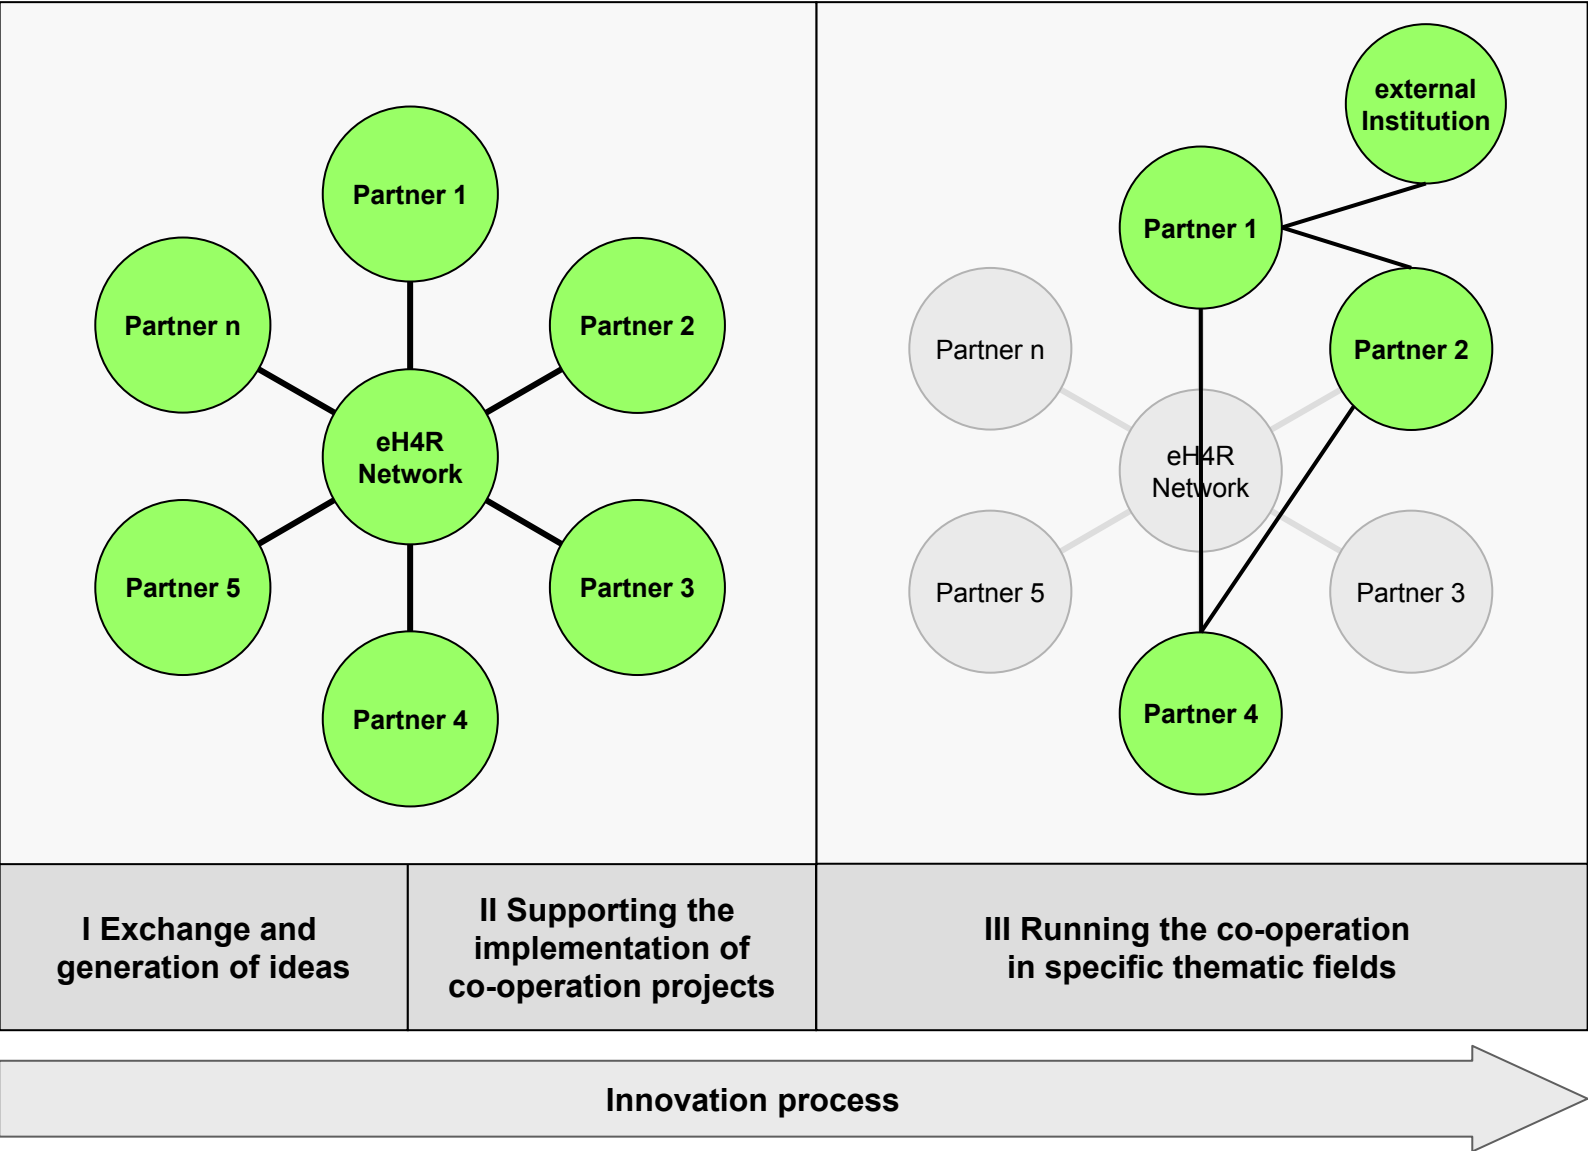 Partner 1
Partner n
Partner 2
eH4R
Network
Partner 5
Partner 3
Partner 4
external
Institution
Partner 1
Partner n
Partner 2
eH4R
Network
Partner 5
Partner 3
Partner 4
I Exchange and
generation of ideas
II Supporting the
implementation of
co-operation projects
III Running the co-operation
in specific thematic fields
Innovation process